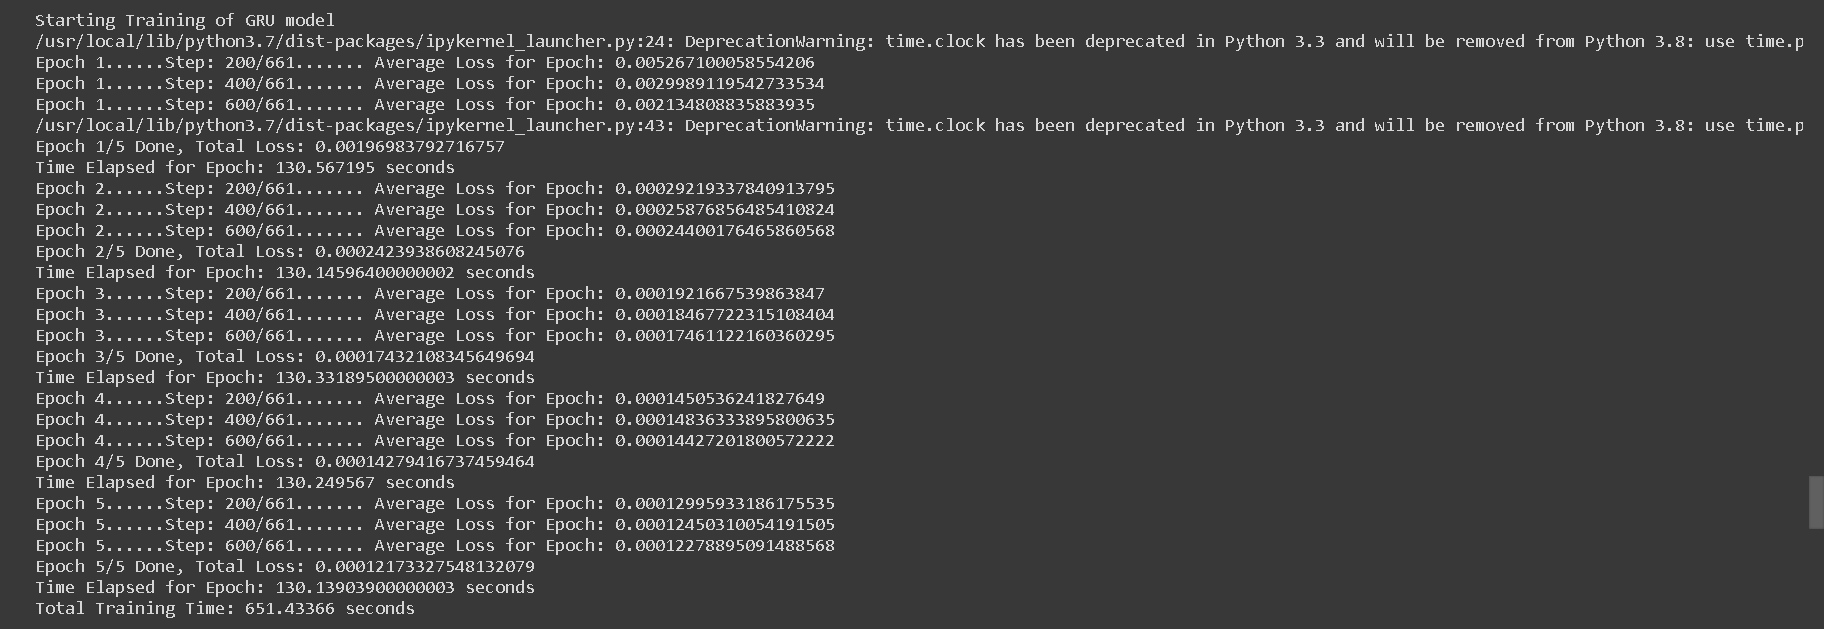 Starting Training of GRU model
/usr/local/lib/python3.7/dist-packages/ipykernel_launcher.py:24: DeprecationWarning: time.clock has been deprecated in Python 3.3 and will be removed from Python 3.8: use time.p
Epoch 1......Step: 200/661....... Average Loss for Epoch: 0.005267100058554206
Epoch 1......Step: 400/661....... Average Loss for Epoch: 0.0029989119542733534
Epoch 1......Step: 600/661....... Average Loss for Epoch: 0.002134808835883935
/usr/local/lib/python3.7/dist-packages/ipykernel_launcher.py:43: DeprecationWarning: time.clock has been deprecated in Python 3.3 and will be removed from Python 3.8: use time.p
Epoch 1/5 Done, Total Loss: 0.00196983792716757
Time Elapsed for Epoch: 130.567195 seconds
Epoch 2......Step: 200/661....... Average Loss for Epoch: 0.00029219337840913795
Epoch 2......Step: 400/661....... Average Loss for Epoch: 0.00025876856485410824
Epoch 2......Step: 600/661....... Average Loss for Epoch: 0.00024400176465860568
Epoch 2/5 Done, Total Loss: 0.0002423938608245076
Time Elapsed for Epoch: 130.14596400000002 seconds
Epoch 3......Step: 200/661....... Average Loss for Epoch: 0.0001921667539863847
Epoch 3......Step: 400/661....... Average Loss for Epoch: 0.00018467722315108404
Epoch 3......Step: 600/661....... Average Loss for Epoch: 0.00017461122160360295
Epoch 3/5 Done, Total Loss: 0.00017432108345649694
Time Elapsed for Epoch: 130.33189500000003 seconds
Epoch 4......Step: 200/661....... Average Loss for Epoch: 0.0001450536241827649
Epoch 4......Step: 400/661....... Average Loss for Epoch: 0.00014836333895800635
Epoch 4......Step: 600/661....... Average Loss for Epoch: 0.00014427201800572222
Epoch 4/5 Done, Total Loss: 0.00014279416737459464
Time Elapsed for Epoch: 130.249567 seconds
Epoch 5......Step: 200/661....... Average Loss for Epoch: 0.00012995933186175535
Epoch 5......Step: 400/661....... Average Loss for Epoch: 0.00012450310054191505
Epoch 5......Step: 600/661....... Average Loss for Epoch: 0.00012278895091488568
Epoch 5/5 Done, Total Loss: 0.00012173327548132079
Time Elapsed for Epoch: 130.13903900000003 seconds
Total Training Time: 651.43366 seconds